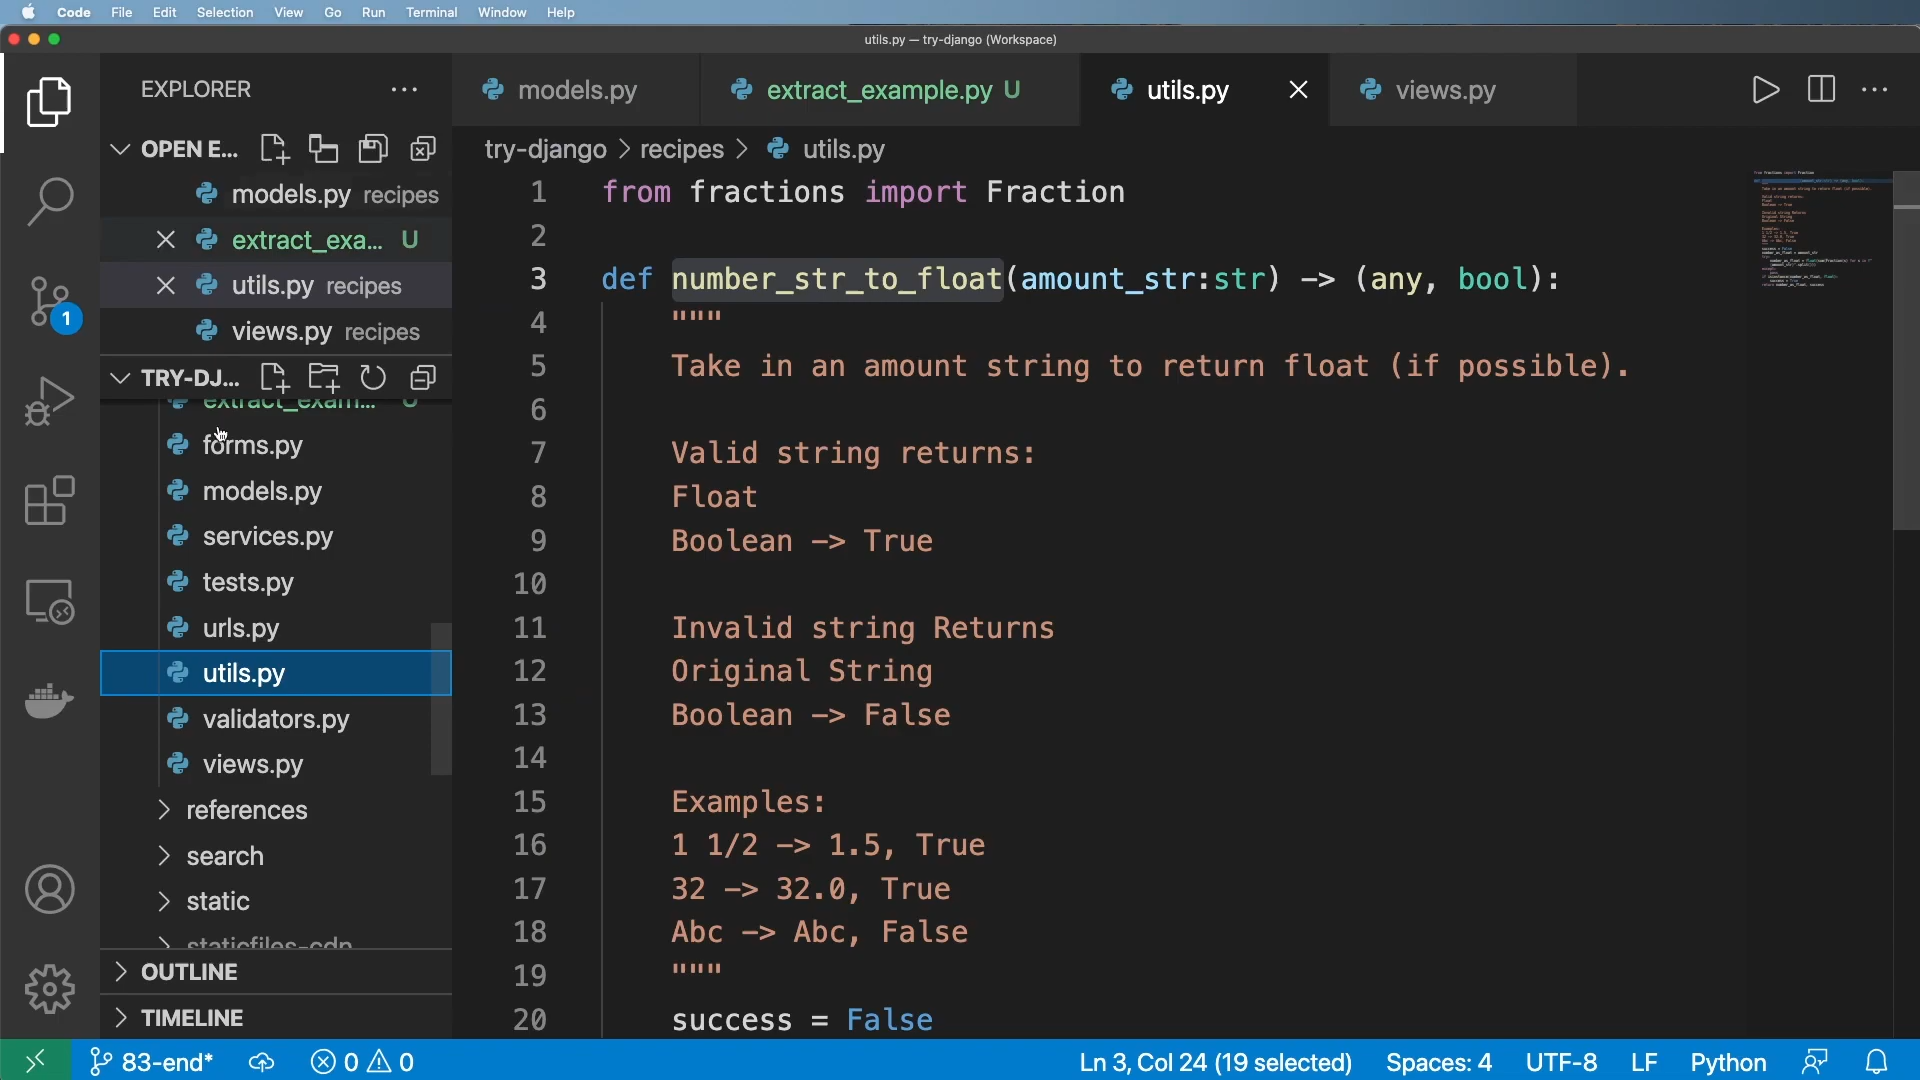 Code File Edit Selection View Go Run Terminal Window Help
utils.py — try-django (Workspace)
EXPLORER
models.py
extract_example.py U
utils.py
views.py
OPEN E...
models.py recipes
extract_exa... U
utils.py recipes
views.py recipes
TRY-DJ...
extract_exam... U
forms.py
models.py
services.py
tests.py
urls.py
utils.py
validators.py
views.py
references
search
static
staticfiles-cdn
OUTLINE
TIMELINE
1
try-django > recipes > utils.py
1 from fractions import Fraction
2
3 def number_str_to_float(amount_str:str) -> (any, bool):
4 """
5 Take in an amount string to return float (if possible).
6
7 Valid string returns:
8 Float
9 Boolean -> True
10
11 Invalid string Returns
12 Original String
13 Boolean -> False
14
15 Examples:
16 1 1/2 -> 1.5, True
17 32 -> 32.0, True
18 Abc -> Abc, False
19 """
20 success = False
83-end* 0 0 Ln 3, Col 24 (19 selected) Spaces: 4 UTF-8 LF Python